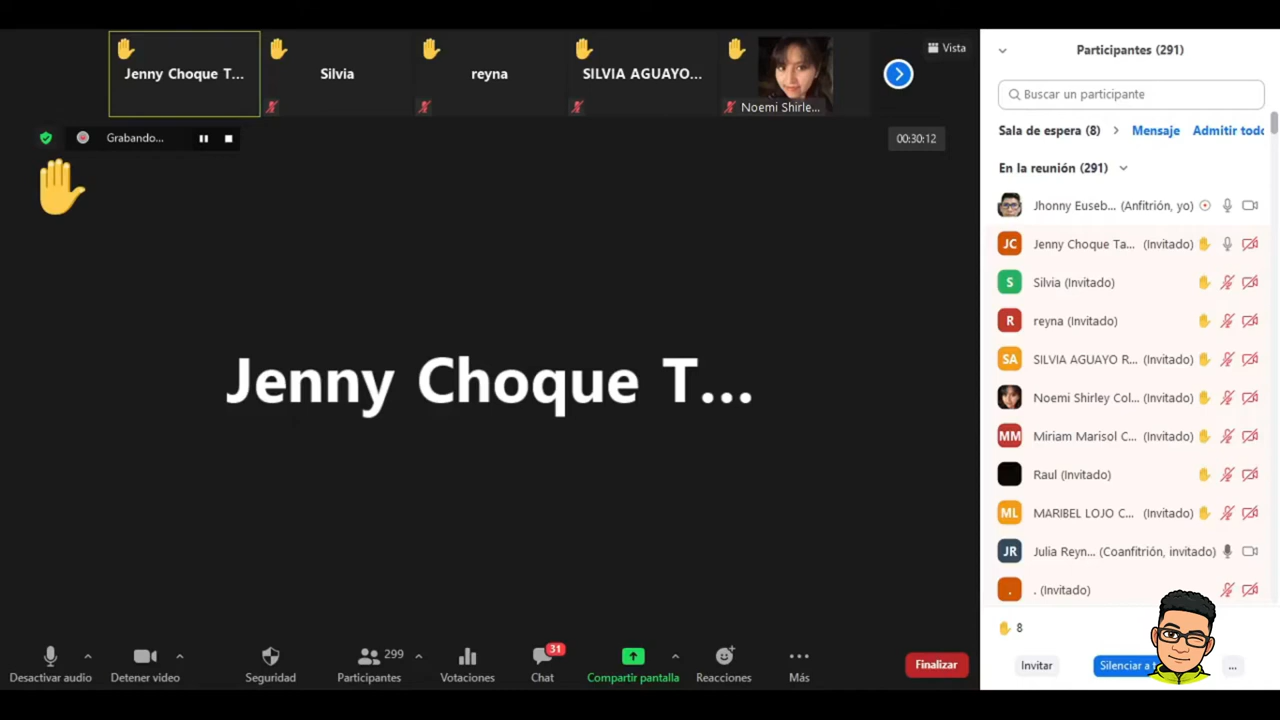 Jenny Choque T...
Silvia
reyna
SILVIA AGUAYO...
Noemi Shirle...
Vista
Grabando...
00:30:12
Jenny Choque T...
Desactivar audio
Detener video
Seguridad
299
Participantes
Votaciones
31
Chat
Compartir pantalla
Reacciones
Más
Finalizar
Participantes (291)
Buscar un participante
Sala de espera (8) Mensaje Admitir todo
En la reunión (291)
Jhonny Euseb... (Anfitrión, yo)
JC Jenny Choque Ta... (Invitado)
S Silvia (Invitado)
R reyna (Invitado)
SA SILVIA AGUAYO R... (Invitado)
Noemi Shirley Col... (Invitado)
MM Miriam Marisol C... (Invitado)
Raul (Invitado)
ML MARIBEL LOJO C... (Invitado)
JR Julia Reyn... (Coanfitrión, invitado)
. . (Invitado)
8
Invitar
Silenciar a t
...